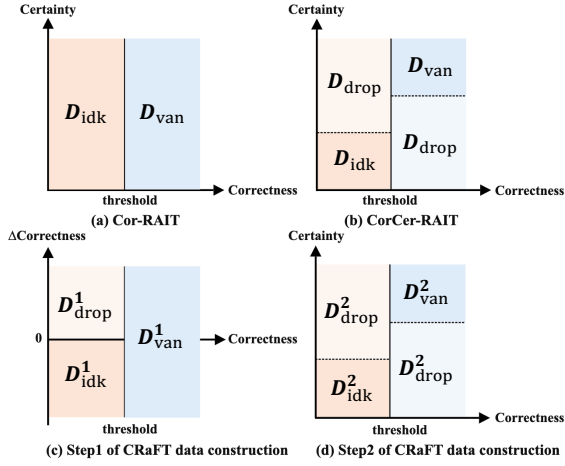 Certainty
D_idk
D_van
Correctness
threshold
(a) Cor-RAIT
Certainty
D_drop
D_van
D_idk
D_drop
Correctness
threshold
(b) CorCer-RAIT
ΔCorrectness
D^1_drop
D^1_van
0
D^1_idk
Correctness
threshold
(c) Step1 of CRaFT data construction
Certainty
D^2_drop
D^2_van
D^2_idk
D^2_drop
Correctness
threshold
(d) Step2 of CRaFT data construction